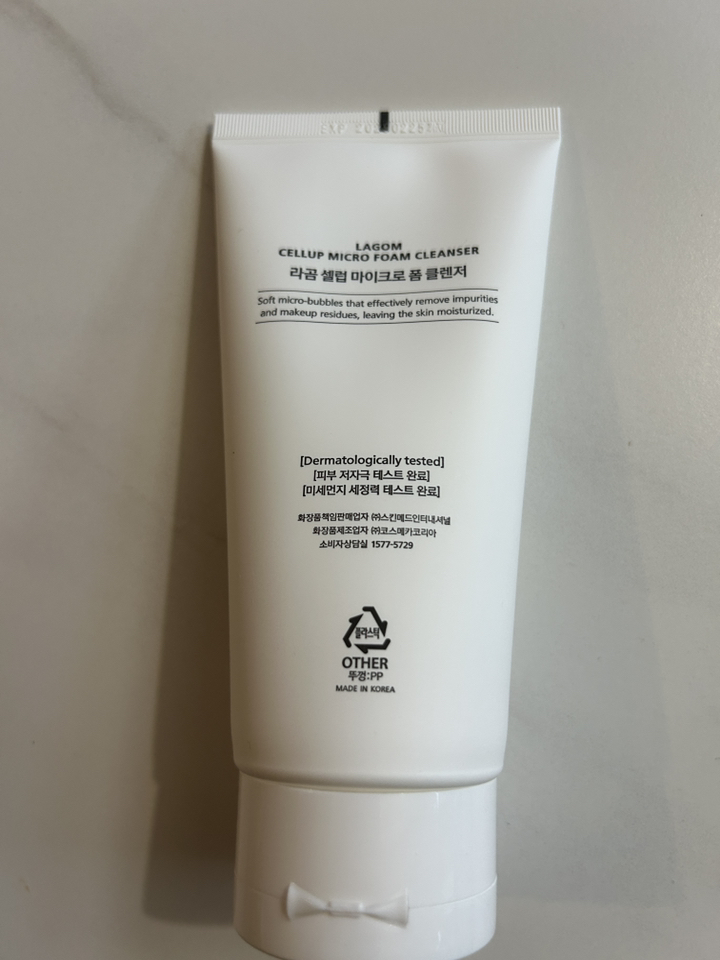 EXP
LAGOM
CELLUP MICRO FOAM CLEANSER
라곰 셀럽 마이크로 폼 클렌저
Soft micro-bubbles that effectively remove impurities
and makeup residues, leaving the skin moisturized.
[Dermatologically tested]
[피부 저자극 테스트 완료]
[미세먼지 세정력 테스트 완료]
화장품책임판매업자 ㈜스킨메드인터내셔널
화장품제조업자 ㈜코스메카코리아
소비자상담실 1577-5729
플라스틱
OTHER
뚜껑:PP
MADE IN KOREA